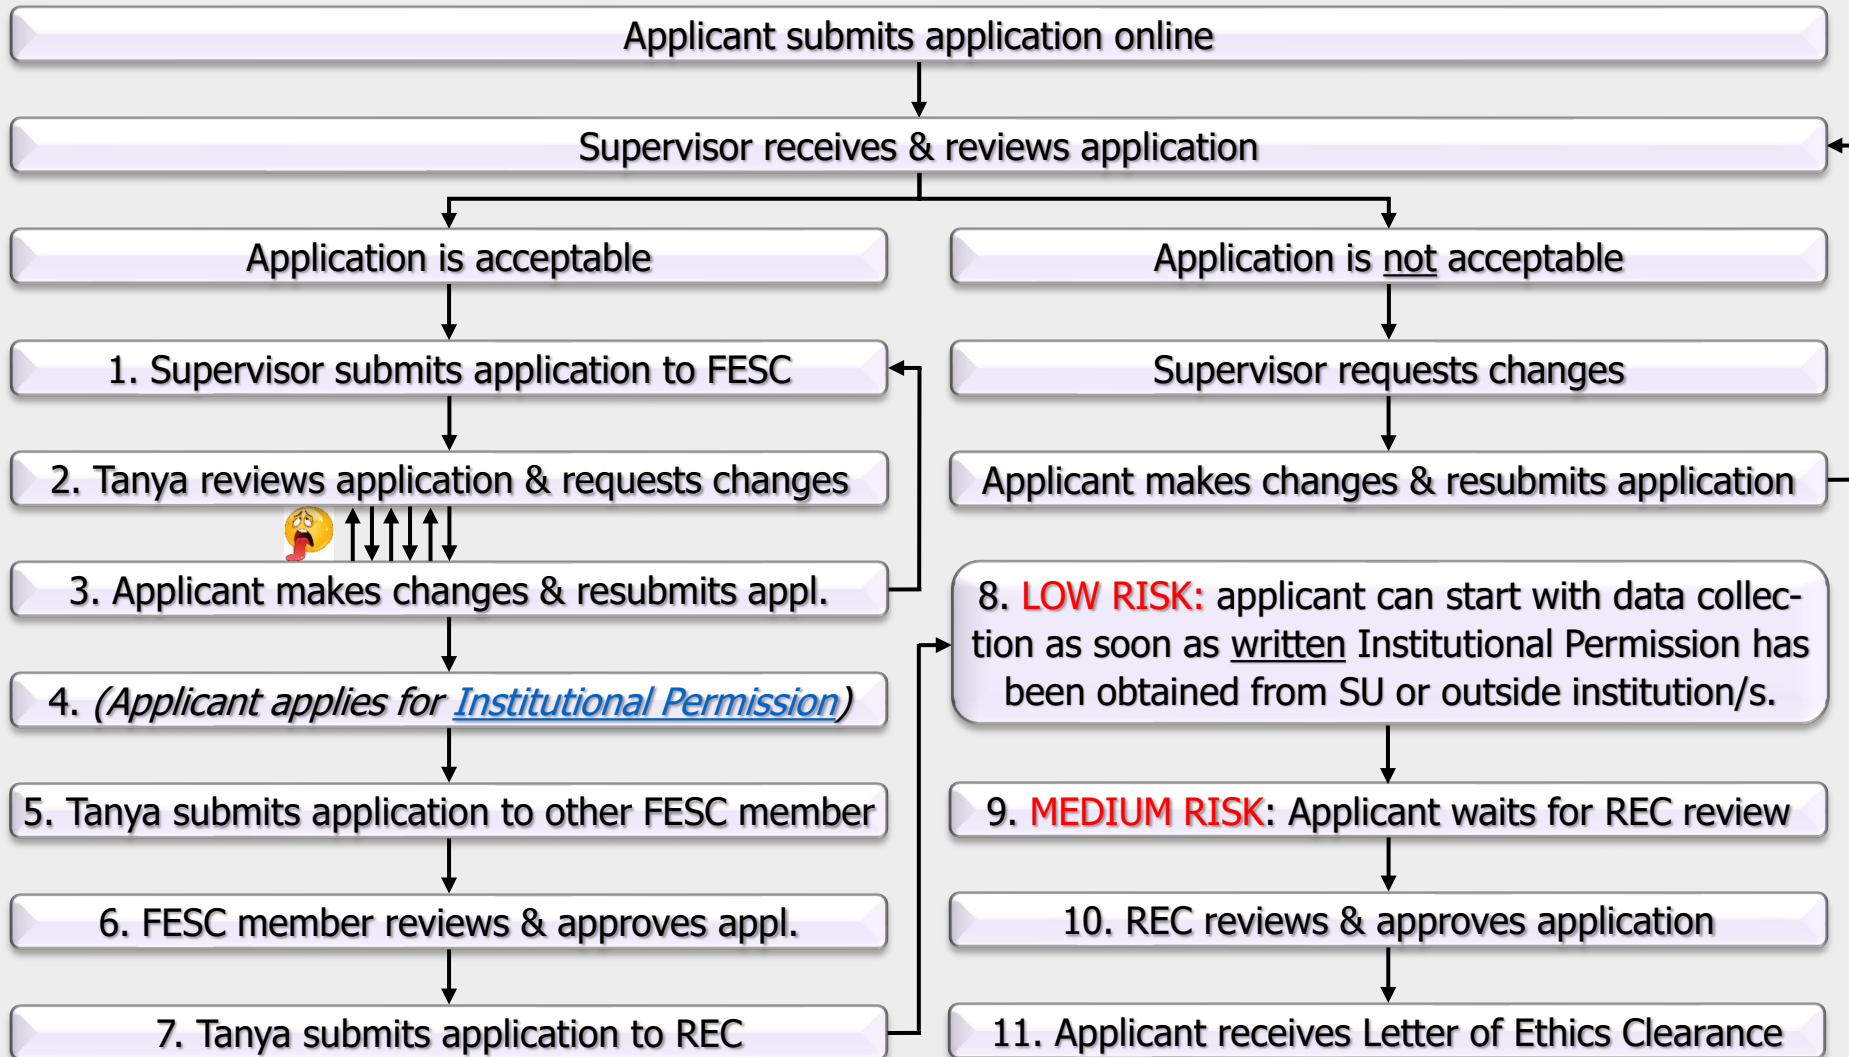 Applicant submits application online
Supervisor receives & reviews application
Application is acceptable
Application is not acceptable
1. Supervisor submits application to FESC
Supervisor requests changes
2. Tanya reviews application & requests changes
Applicant makes changes & resubmits application
3. Applicant makes changes & resubmits appl.
4. (Applicant applies for Institutional Permission)
5. Tanya submits application to other FESC member
6. FESC member reviews & approves appl.
7. Tanya submits application to REC
8. LOW RISK: applicant can start with data collec-
tion as soon as written Institutional Permission has
been obtained from SU or outside institution/s.
9. MEDIUM RISK: Applicant waits for REC review
10. REC reviews & approves application
11. Applicant receives Letter of Ethics Clearance